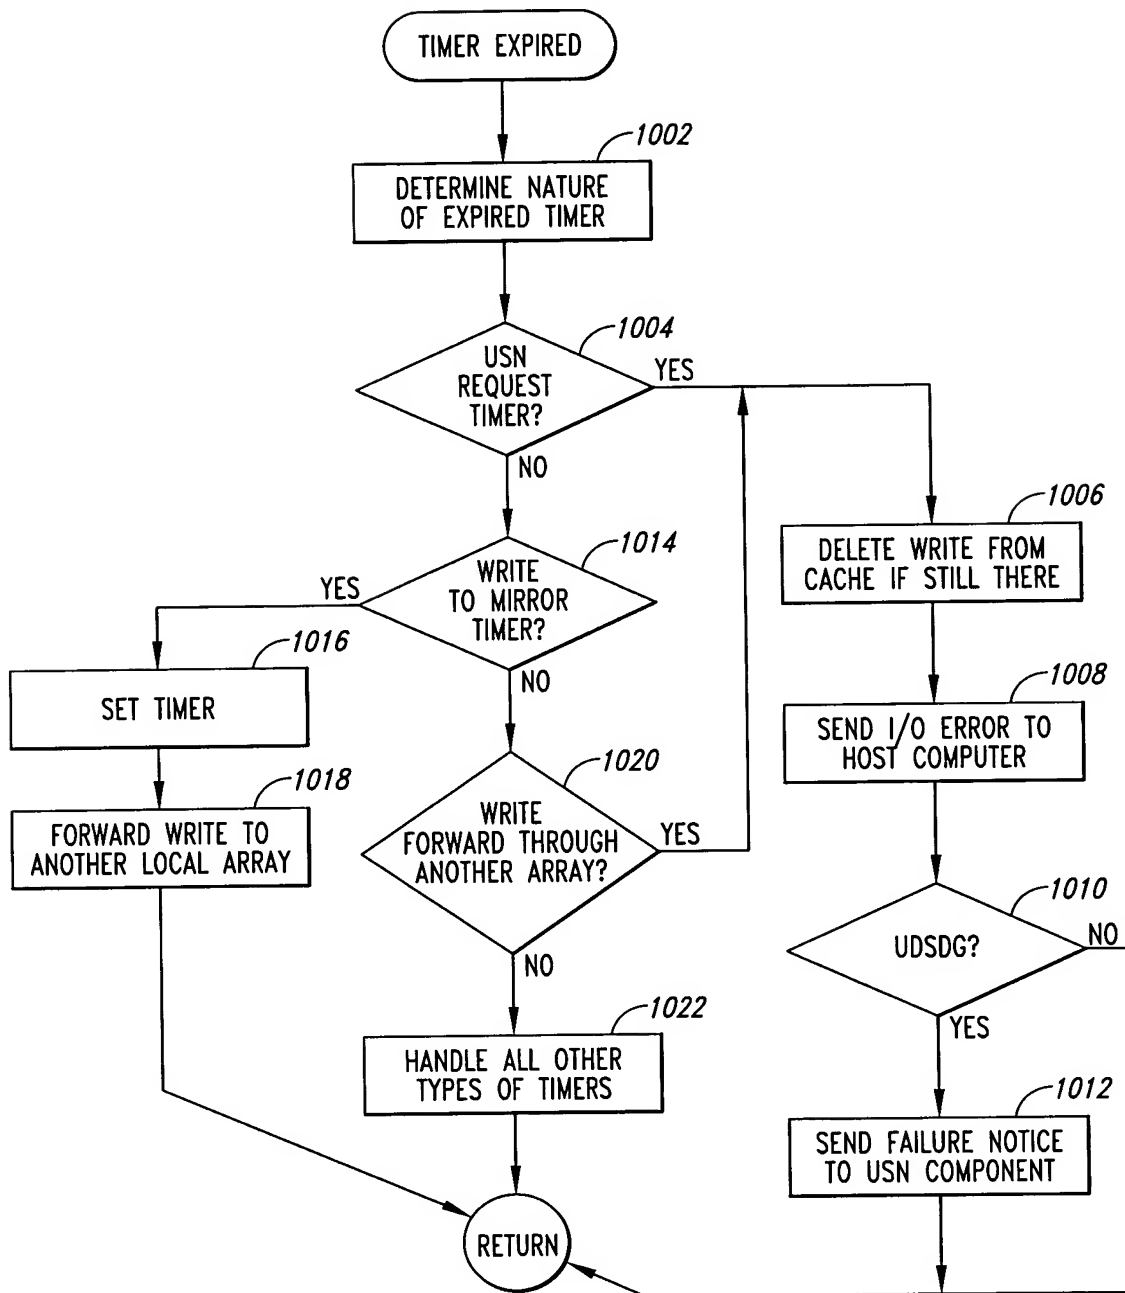 TIMER EXPIRED
1002
DETERMINE NATURE
OF EXPIRED TIMER
1004
USN
REQUEST
TIMER?
YES
NO
1006
DELETE WRITE FROM
CACHE IF STILL THERE
1014
WRITE
TO MIRROR
TIMER?
YES
NO
1016
SET TIMER
1008
SEND I/O ERROR TO
HOST COMPUTER
1018
FORWARD WRITE TO
ANOTHER LOCAL ARRAY
1020
WRITE
FORWARD THROUGH
ANOTHER ARRAY?
YES
NO
1010
UDSDG?
NO
YES
1022
HANDLE ALL OTHER
TYPES OF TIMERS
1012
SEND FAILURE NOTICE
TO USN COMPONENT
RETURN